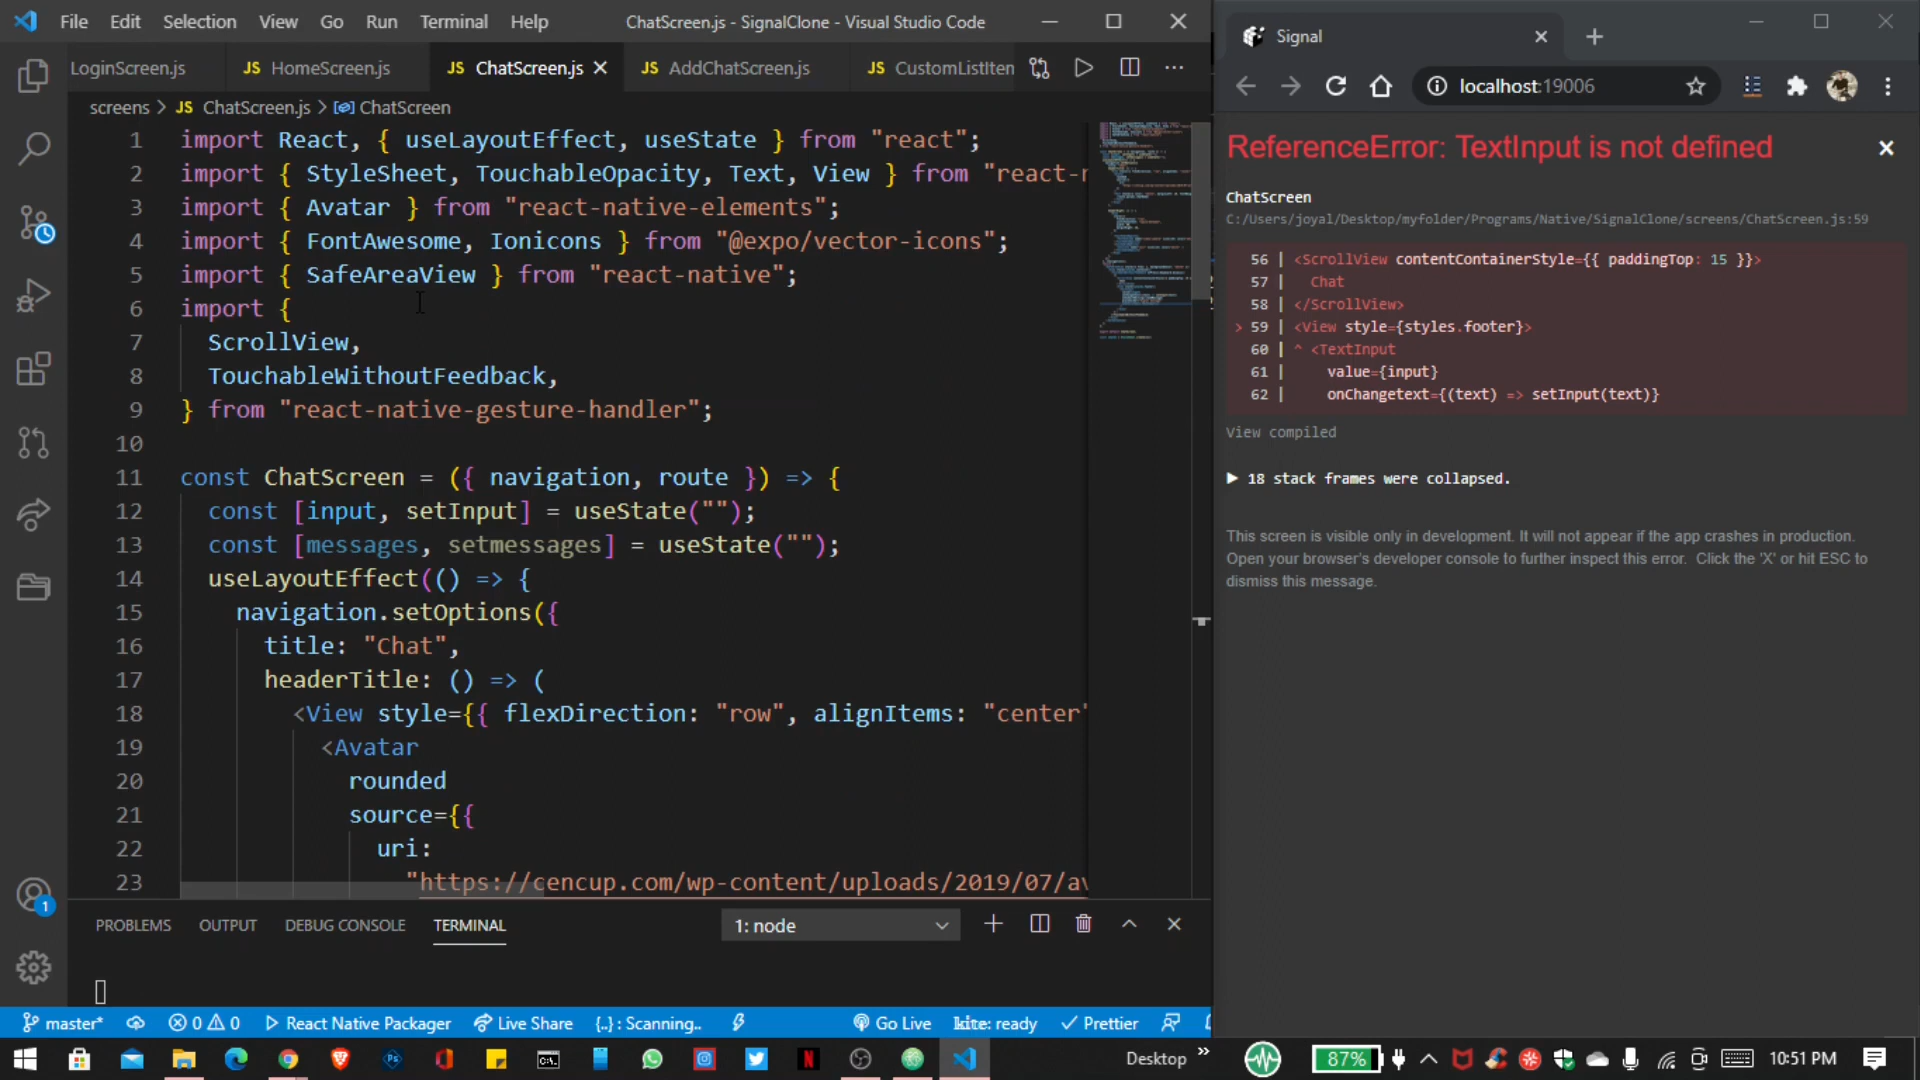 File Edit Selection View Go Run Terminal Help ChatScreen.js - SignalClone - Visual Studio Code
LoginScreen.js JS HomeScreen.js JS ChatScreen.js JS AddChatScreen.js JS CustomListIten
screens > JS ChatScreen.js > ChatScreen
1 import React, { useLayoutEffect, useState } from "react";
2 import { StyleSheet, TouchableOpacity, Text, View } from "react-n
3 import { Avatar } from "react-native-elements";
4 import { FontAwesome, Ionicons } from "@expo/vector-icons";
5 import { SafeAreaView } from "react-native";
6 import {
7 ScrollView,
8 TouchableWithoutFeedback,
9 } from "react-native-gesture-handler";
10
11 const ChatScreen = ({ navigation, route }) => {
12 const [input, setInput] = useState("");
13 const [messages, setmessages] = useState("");
14 useLayoutEffect(() => {
15 navigation.setOptions({
16 title: "Chat",
17 headerTitle: () => (
18 <View style={{ flexDirection: "row", alignItems: "center"
19 <Avatar
20 rounded
21 source={{
22 uri:
23 "https://cencup.com/wp-content/uploads/2019/07/av
PROBLEMS OUTPUT DEBUG CONSOLE TERMINAL 1: node
master* 0 0 React Native Packager Live Share {..} : Scanning.. Go Live kite: ready Prettier
Signal
localhost:19006
ReferenceError: TextInput is not defined
ChatScreen
C:/Users/joyal/Desktop/myfolder/Programs/Native/SignalClone/screens/ChatScreen.js:59
56 | <ScrollView contentContainerStyle={{ paddingTop: 15 }}>
57 | Chat
58 | </ScrollView>
> 59 | <View style={styles.footer}>
60 | ^ <TextInput
61 | value={input}
62 | onChangetext={(text) => setInput(text)}
View compiled
▶ 18 stack frames were collapsed.
This screen is visible only in development. It will not appear if the app crashes in production.
Open your browser's developer console to further inspect this error. Click the 'X' or hit ESC to
dismiss this message.
Desktop » 87% 10:51 PM